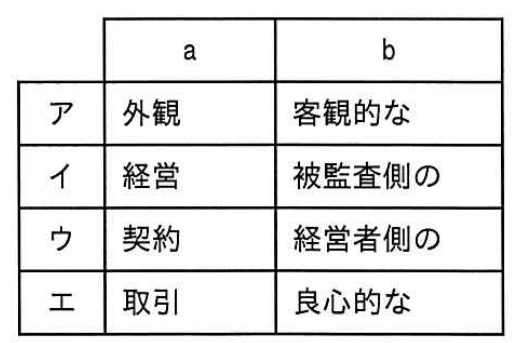 a b
ア 外観 客観的な
イ 経営 被監査側の
ウ 契約 経営者側の
エ 取引 良心的な